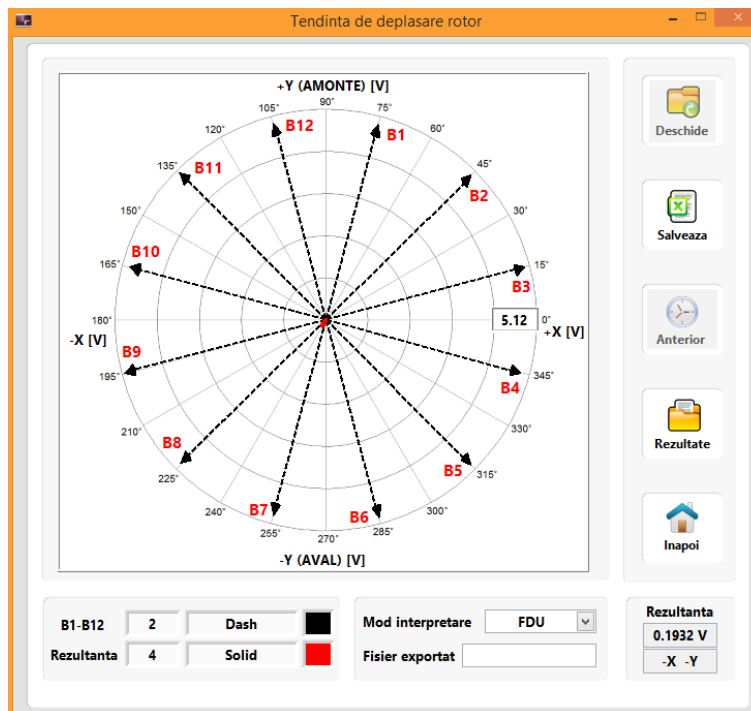 Tendinta de deplasare rotor
+Y (AMONTE) [V]
105° 90° 75°
B12 B1
120° 60°
135° B11 45°
B2
150° 30°
165° B10 15°
B3
180° 5.12 0°
-X [V] +X [V]
B9
195° B4 345°
210° 330°
B8 B5
225° 315°
B7 B6
240° 300°
255° 270° 285°
-Y (AVAL) [V]
Deschide
Salveaza
Anterior
Rezultate
Inapoi
B1-B12 2 Dash
Rezultanta 4 Solid
Mod interpretare FDU
Fisier exportat
Rezultanta
0.1932 V
-X -Y